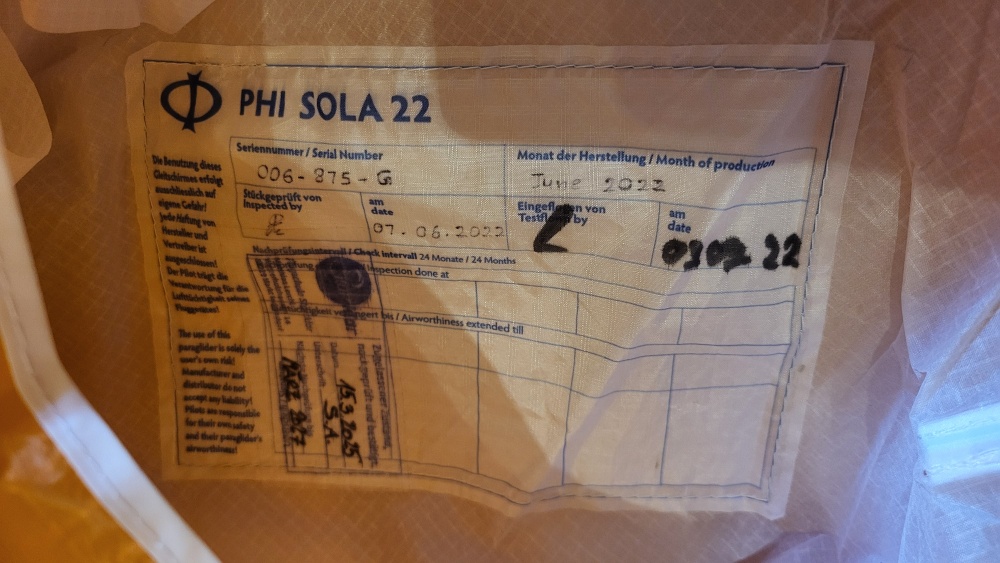 PHI SOLA 22
Seriennummer / Serial Number
006-875-G
Monat der Herstellung / Month of production
June 2022
Stückgeprüft von
Inspected by
am
date
07.06.2022
Eingeflogen von
Testflown by
am
date
22
Nachprüfungsintervall / Check intervall 24 Monate / 24 Months
Inspection done at
verlängert bis / Airworthiness extended till
15.3.2025
S.A.
Die Benutzung dieses
Gleitschirmes erfolgt
ausschliesslich auf
eigene Gefahr!
Jede Haftung von
Hersteller und
Vertreiber ist
ausgeschlossen!
Der Pilot trägt die
Verantwortung für die
Lufttüchtigkeit seines
Fluggerätes!
The use of this
paraglider is solely the
user's own risk!
Manufacturer and
distributor do not
accept any liability!
Pilots are responsible
for their own safety
and their paraglider's
airworthiness!